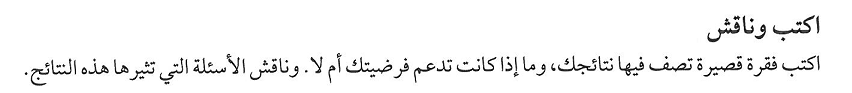 اكتب وناقش
اكتب فقرة قصيرة تصف فيها نتائجك، وما إذا كانت تدعم فرضيتك أم لا. وناقش الأسئلة التي تثيرها هذه النتائج.